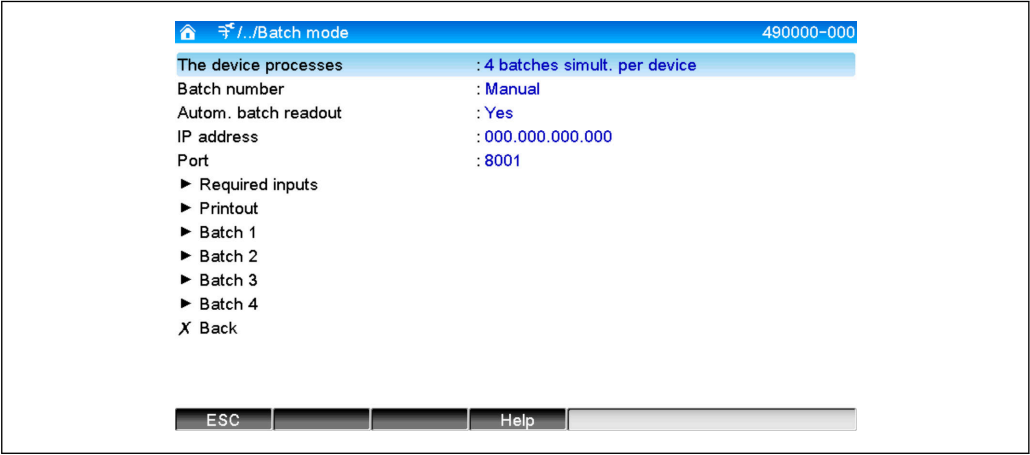 /../Batch mode 490000-000
The device processes : 4 batches simult. per device
Batch number : Manual
Autom. batch readout : Yes
IP address : 000.000.000.000
Port : 8001
► Required inputs
► Printout
► Batch 1
► Batch 2
► Batch 3
► Batch 4
X Back
ESC Help